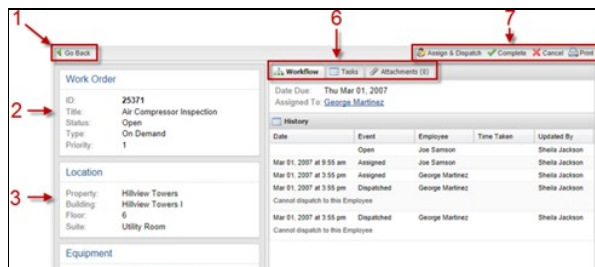 1
6
7
Go Back
Assign & Dispatch Complete Cancel Print
Workflow Tasks Attachments (8)
Work Order
2
ID: 25371
Title: Air Compressor Inspection
Status: Open
Type: On Demand
Priority: 1
Date Due: Thu Mar 01, 2007
Assigned To: George Martinez
History
Date Event Employee Time Taken Updated By
Open Joe Samson Sheila Jackson
Mar 01, 2007 at 9:55 am Assigned Joe Samson Sheila Jackson
Mar 01, 2007 at 3:55 pm Assigned George Martinez Sheila Jackson
Mar 01, 2007 at 3:55 pm Dispatched George Martinez Sheila Jackson
Cannot dispatch to this Employee
Mar 01, 2007 at 3:55 pm Dispatched George Martinez Sheila Jackson
Cannot dispatch to this Employee
Location
3
Property: Hillview Towers
Building: Hillview Towers I
Floor: 6
Suite: Utility Room
Equipment